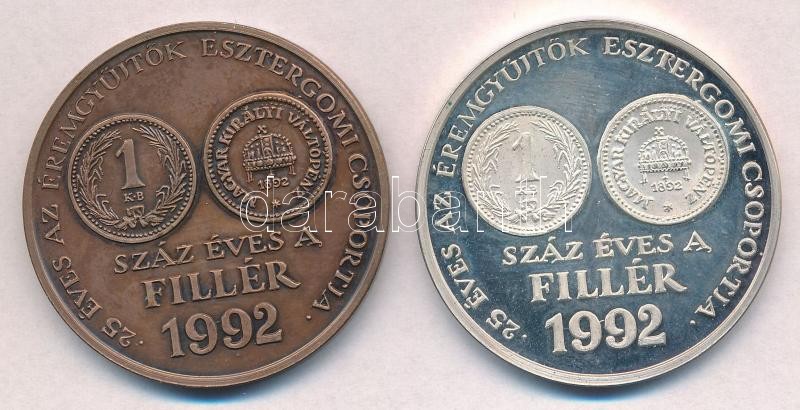 25 ÉVES AZ ÉREMGYŰJTŐK ESZTERGOMI CSOPORTJA
1
K·B
MAGYAR KIRÁLYI VÁLTÓPÉNZ
1892
SZÁZ ÉVES A
FILLÉR
1992
25 ÉVES AZ ÉREMGYŰJTŐK ESZTERGOMI CSOPORTJA
1
MAGYAR KIRÁLYI VÁLTÓPÉNZ
1892
SZÁZ ÉVES A
FILLÉR
1992